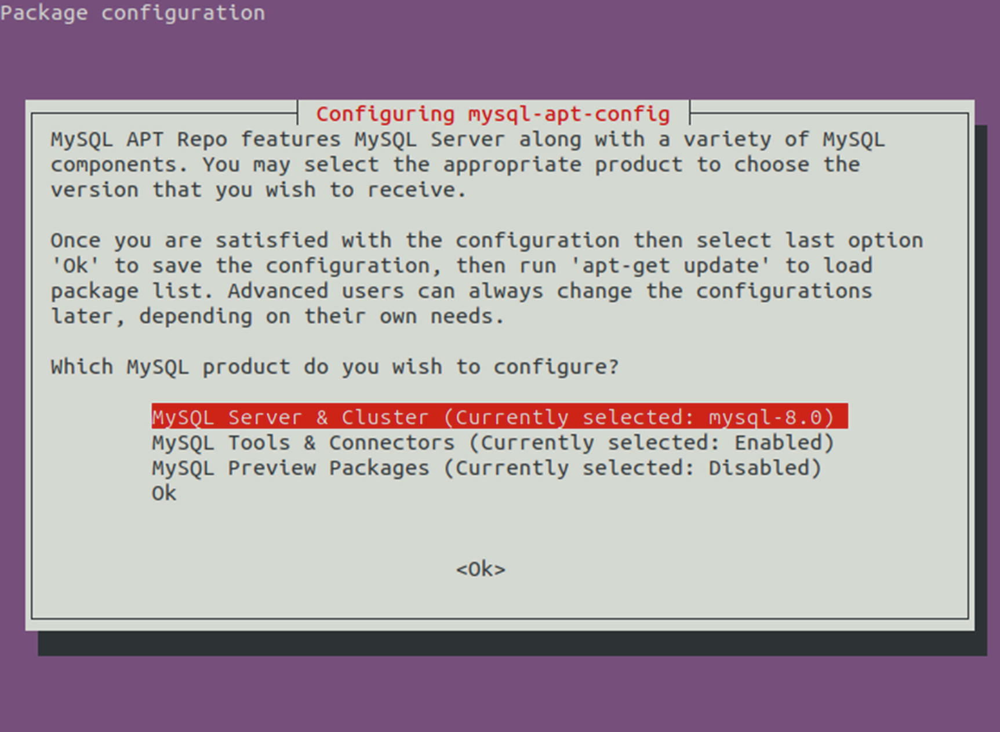 Package configuration
Configuring mysql-apt-config
MySQL APT Repo features MySQL Server along with a variety of MySQL
components. You may select the appropriate product to choose the
version that you wish to receive.
Once you are satisfied with the configuration then select last option
'Ok' to save the configuration, then run 'apt-get update' to load
package list. Advanced users can always change the configurations
later, depending on their own needs.
Which MySQL product do you wish to configure?
MySQL Server & Cluster (Currently selected: mysql-8.0)
MySQL Tools & Connectors (Currently selected: Enabled)
MySQL Preview Packages (Currently selected: Disabled)
Ok
<Ok>